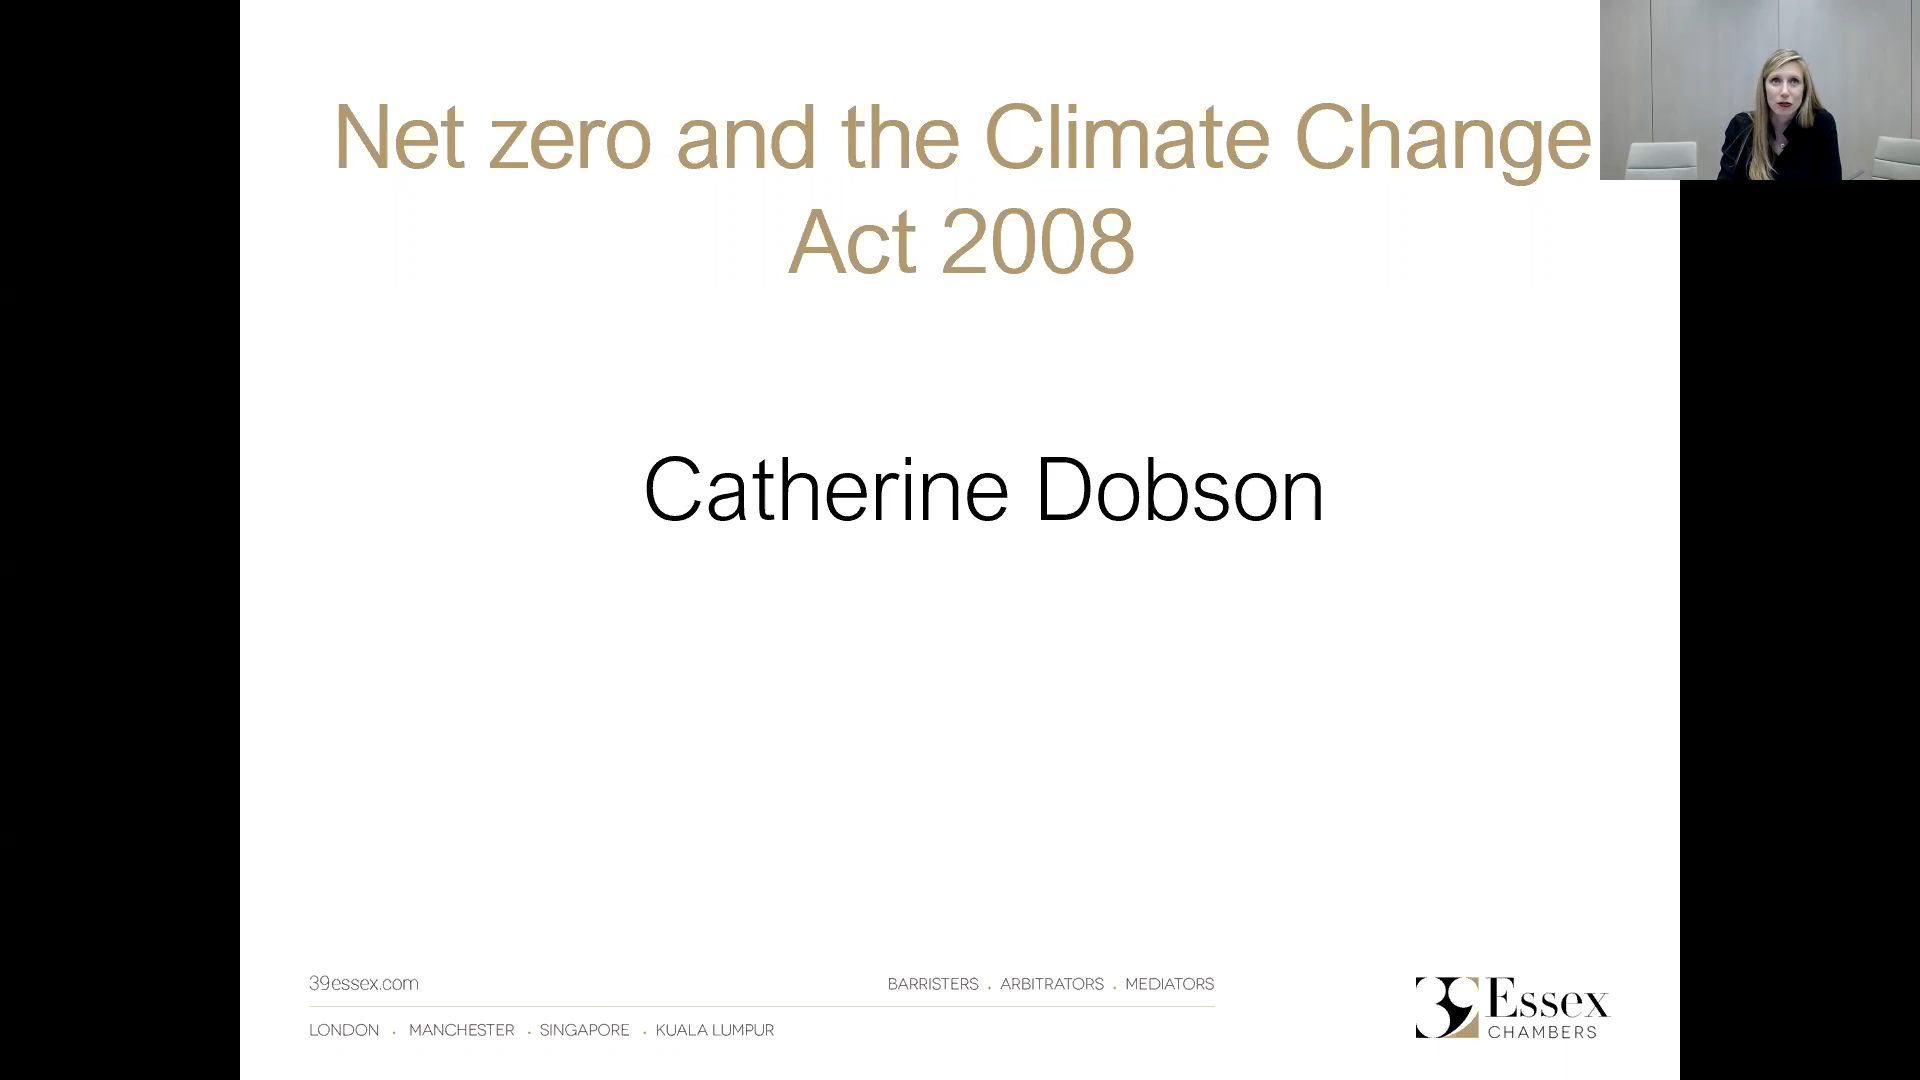 Net zero and the Climate Change
Act 2008
Catherine Dobson
39essex.com
BARRISTERS . ARBITRATORS . MEDIATORS
LONDON . MANCHESTER . SINGAPORE . KUALA LUMPUR
39 Essex
CHAMBERS